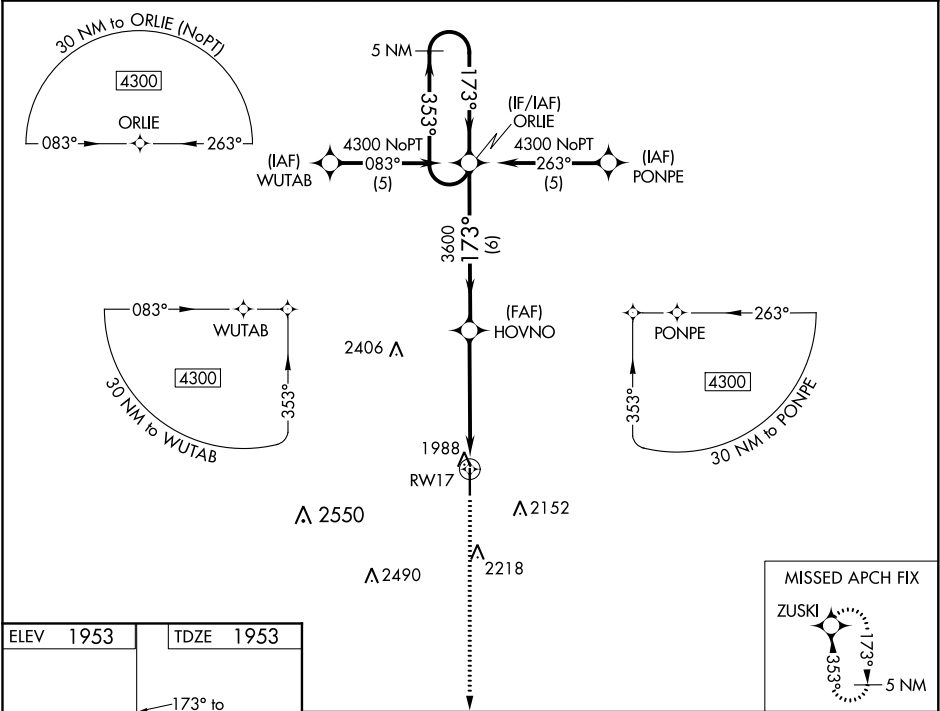 30 NM to ORLIE (NoPT)
4300
ORLIE
083°
263°
5 NM
353°
173°
(IF/IAF)
ORLIE
4300 NoPT
083°
(5)
(IAF)
WUTAB
4300 NoPT
263°
(5)
(IAF)
PONPE
3600
173°
(6)
(FAF)
HOVNO
083°
WUTAB
4300
353°
30 NM to WUTAB
263°
PONPE
4300
353°
30 NM to PONPE
2406
1988
RW17
2550
2152
2490
2218
MISSED APCH FIX
ZUSKI
353°
173°
5 NM
ELEV 1953
TDZE 1953
173° to